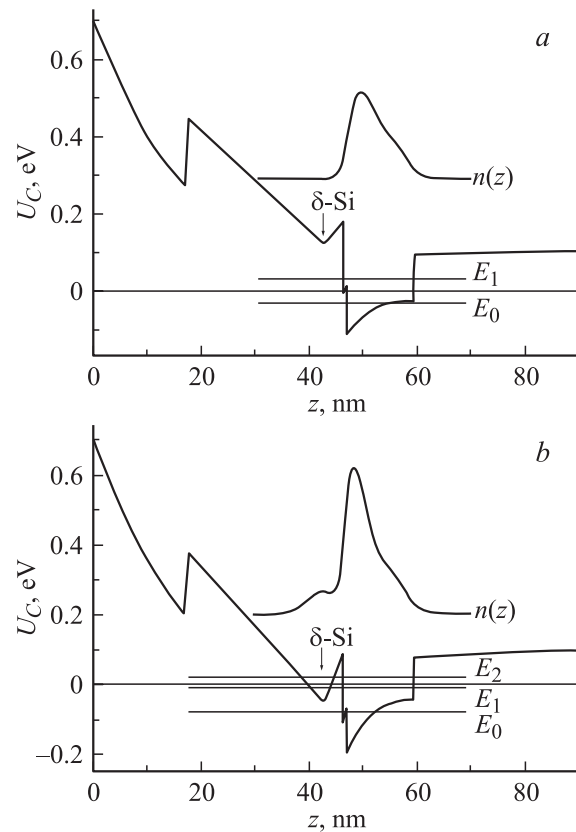 a
0.6
0.4
U_C, eV
n(z)
δ-Si
0.2
E_1
0
E_0
0 20 40 60 80
z, nm
b
0.6
0.4
U_C, eV
0.2
n(z)
δ-Si
E_2
0
E_1
E_0
−0.2
0 20 40 60 80
z, nm